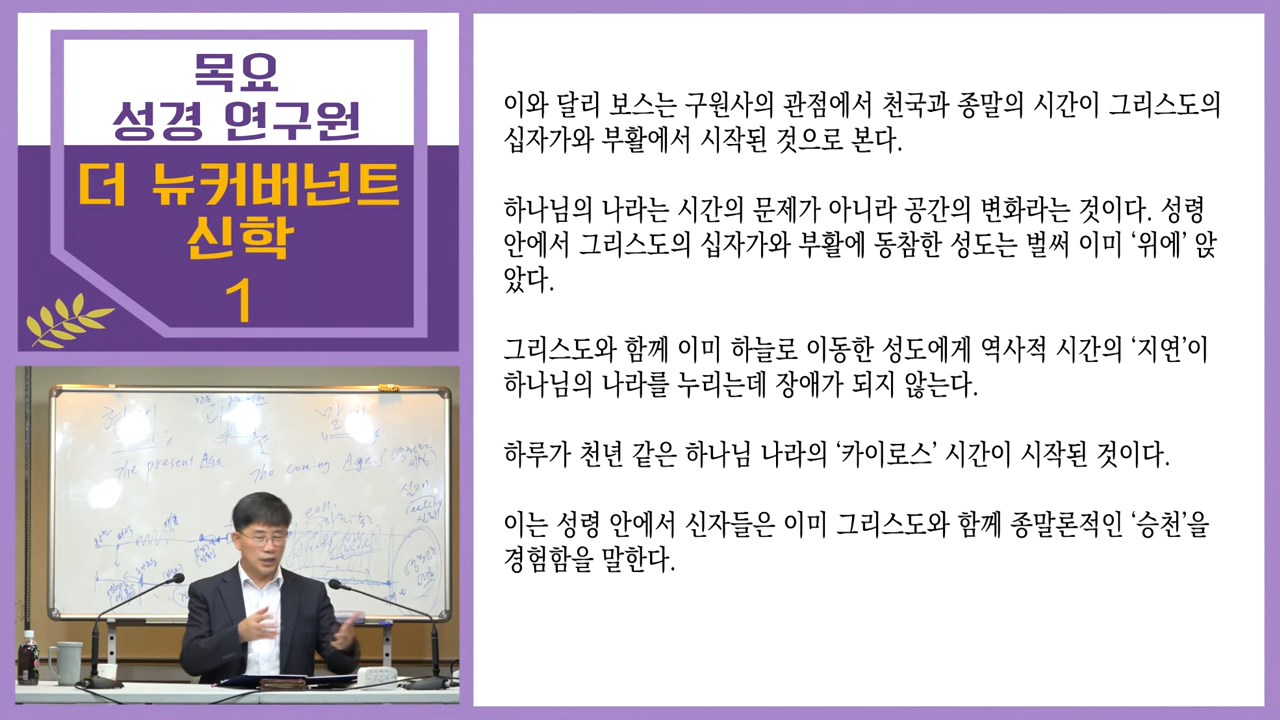 목요
성경 연구원
더 뉴커버넌트
신학
1
이와 달리 보스는 구원사의 관점에서 천국과 종말의 시간이 그리스도의
십자가와 부활에서 시작된 것으로 본다.
하나님의 나라는 시간의 문제가 아니라 공간의 변화라는 것이다. 성령
안에서 그리스도의 십자가와 부활에 동참한 성도는 벌써 이미 ‘위에’ 앉
았다.
그리스도와 함께 이미 하늘로 이동한 성도에게 역사적 시간의 ‘지연’이
하나님의 나라를 누리는데 장애가 되지 않는다.
하루가 천년 같은 하나님 나라의 ‘카이로스’ 시간이 시작된 것이다.
이는 성령 안에서 신자들은 이미 그리스도와 함께 종말론적인 ‘승천’을
경험함을 말한다.
The present Age
The coming Age
reality